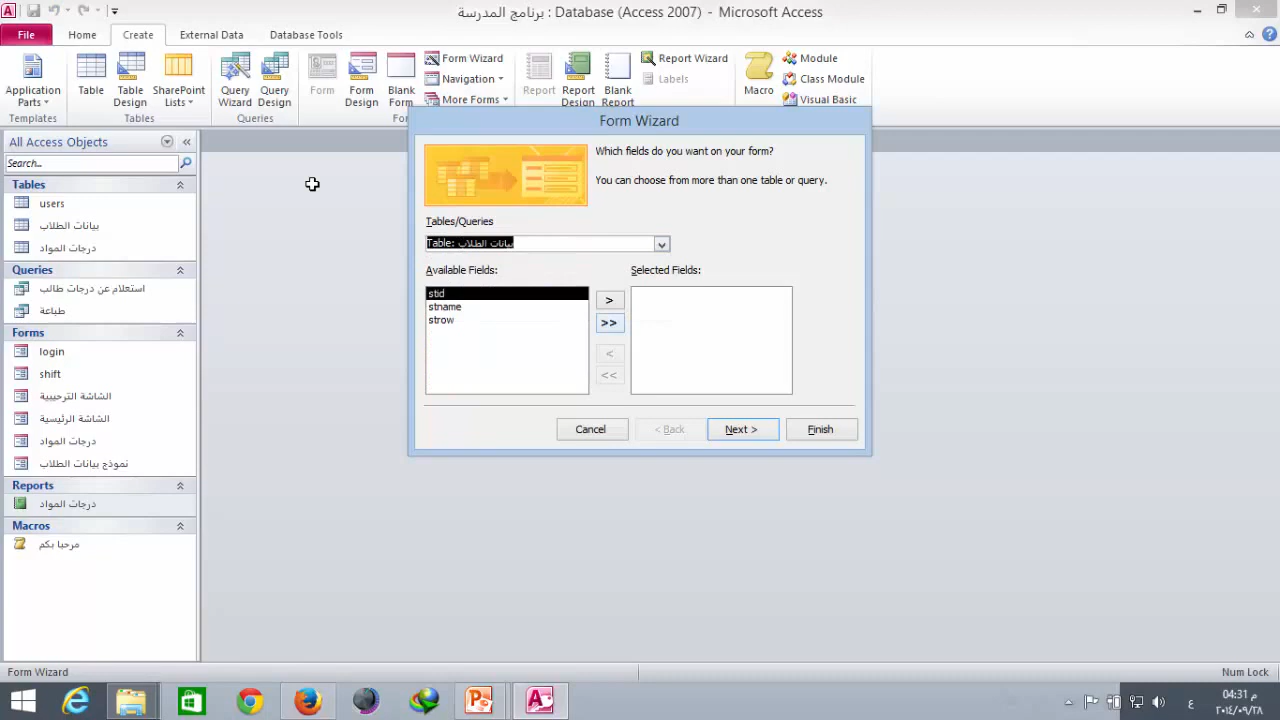 برنامج المدرسة : Database (Access 2007) - Microsoft Access
File Home Create External Data Database Tools
Application Parts Table Table Design SharePoint Lists Query Wizard Query Design Form Form Design Blank Form Form Wizard Navigation More Forms Report Report Design Blank Report Report Wizard Labels Macro Module Class Module Visual Basic
Templates Tables Queries
All Access Objects
Search...
Tables
users
بيانات الطلاب
درجات المواد
Queries
استعلام عن درجات طالب
طباعة
Forms
login
shift
الشاشة الترحيبية
الشاشة الرئيسية
درجات المواد
نموذج بيانات الطلاب
Reports
درجات المواد
Macros
مرحبا بكم
Form Wizard
Which fields do you want on your form?
You can choose from more than one table or query.
Tables/Queries
Table: بيانات الطلاب
Available Fields: Selected Fields:
stid
stname
strow
>
>>
<
<<
Cancel < Back Next > Finish
Form Wizard Num Lock
ع 04:31 م
٢٠١٤/٠٩/٢٨